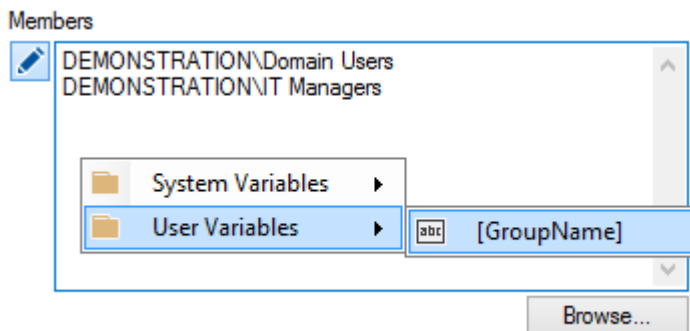 Members
DEMONSTRATION\Domain Users
DEMONSTRATION\IT Managers
System Variables
User Variables
abc [GroupName]
Browse...